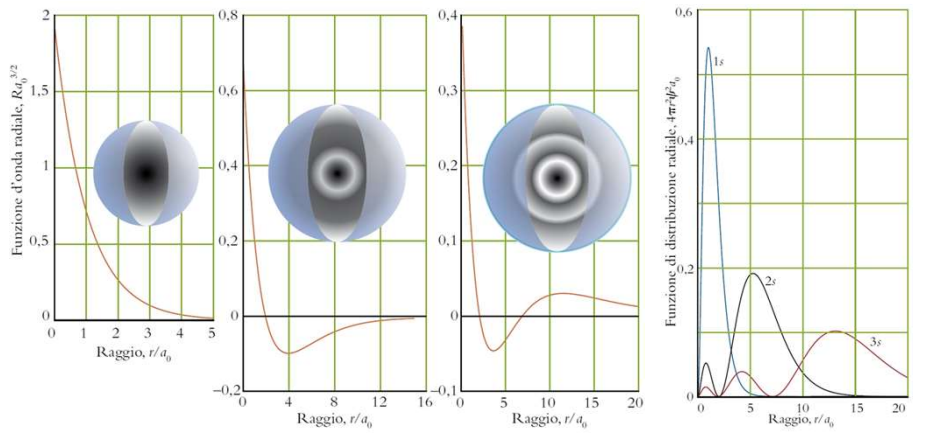 Funzione d'onda radiale, Ra₀^3/2
2
1,5
1
0,5
0
0 1 2 3 4 5
Raggio, r/a₀
0,8
0,6
0,4
0,2
0
−0,2
0 4 8 12 16
Raggio, r/a₀
0,4
0,3
0,2
0,1
0
−0,1
0 5 10 15 20
Raggio, r/a₀
Funzione di distribuzione radiale, 4πr²ψ²a₀
0,6
0,4
0,2
0
1s
2s
3s
0 5 10 15 20
Raggio, r/a₀